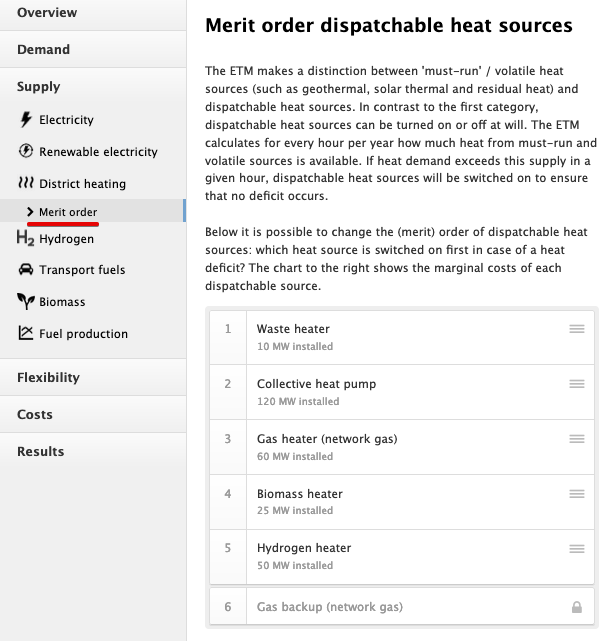 Overview
Demand
Supply
Electricity
Renewable electricity
District heating
Merit order
H2 Hydrogen
Transport fuels
Biomass
Fuel production
Flexibility
Costs
Results
Merit order dispatchable heat sources
The ETM makes a distinction between 'must-run' / volatile heat
sources (such as geothermal, solar thermal and residual heat) and
dispatchable heat sources. In contrast to the first category,
dispatchable heat sources can be turned on or off at will. The ETM
calculates for every hour per year how much heat from must-run and
volatile sources is available. If heat demand exceeds this supply in a
given hour, dispatchable heat sources will be switched on to ensure
that no deficit occurs.
Below it is possible to change the (merit) order of dispatchable heat
sources: which heat source is switched on first in case of a heat
deficit? The chart to the right shows the marginal costs of each
dispatchable source.
1 Waste heater
10 MW installed
2 Collective heat pump
120 MW installed
3 Gas heater (network gas)
60 MW installed
4 Biomass heater
25 MW installed
5 Hydrogen heater
50 MW installed
6 Gas backup (network gas)